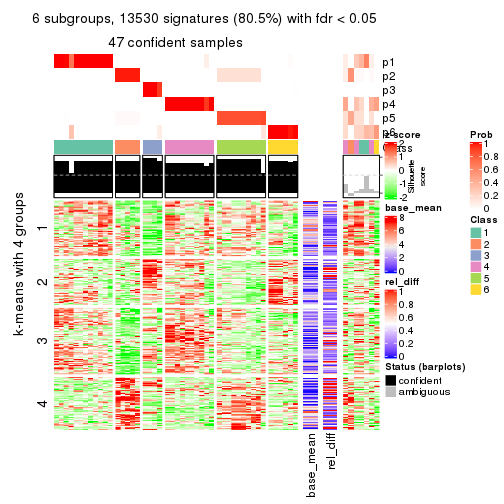 6 subgroups, 13530 signatures (80.5%) with fdr < 0.05
47 confident samples
p1
p2
p3
p4
p5
p6
Class
z-score
2
1
0
-1
-2
Silhouette
score
Prob
1
0.8
0.6
0.4
0.2
0
base_mean
8
6
4
2
0
Class
1
2
3
4
5
6
rel_diff
1
0.8
0.6
0.4
0.2
0
Status (barplots)
confident
ambiguous
k-means with 4 groups
1
2
3
4
base_mean
rel_diff